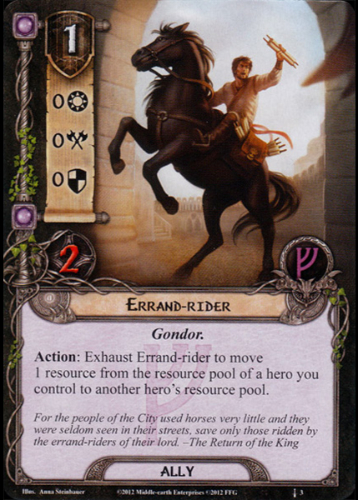 1
0
0
0
2
Errand-rider
Gondor.
Action: Exhaust Errand-rider to move
1 resource from the resource pool of a hero you
control to another hero's resource pool.
For the people of the City used horses very little and they
were seldom seen in their streets, save only those ridden
by the errand-riders of their lord. –The Return of the King
Ally
Illus. Anna Steinbauer ©2012 Middle-earth Enterprises ©2012 FFG 3